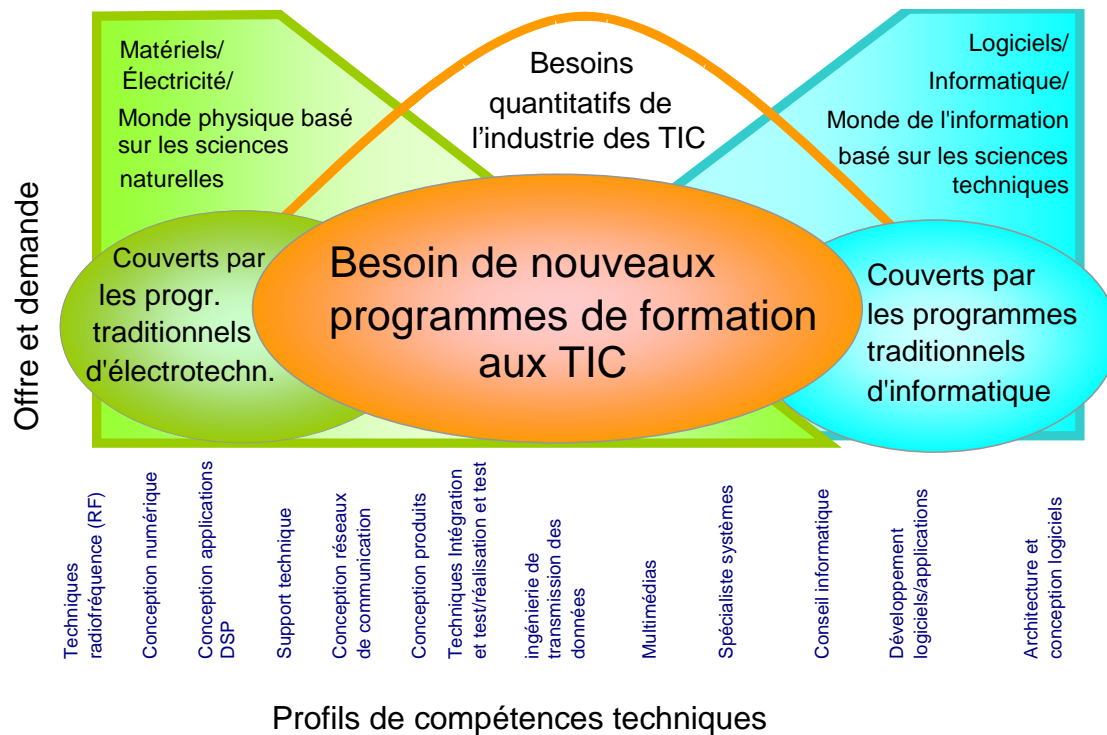 Matériels/
Électricité/
Monde physique basé
sur les sciences
naturelles
Besoins
quantitatifs de
l'industrie des TIC
Logiciels/
Informatique/
Monde de l'information
basé sur les sciences
techniques
Offre et demande
Couverts par
les progr.
traditionnels
d'électrotechn.
Besoin de nouveaux
programmes de formation
aux TIC
Couverts par
les programmes
traditionnels
d'informatique
Techniques
radiofréquence (RF)
Conception numérique
Conception applications
DSP
Support technique
Conception réseaux
de communication
Conception produits
Techniques Intégration
et test/réalisation et test
ingénierie de
transmission des
données
Multimédias
Spécialiste systèmes
Conseil informatique
Développement
logiciels/applications
Architecture et
conception logiciels
Profils de compétences techniques